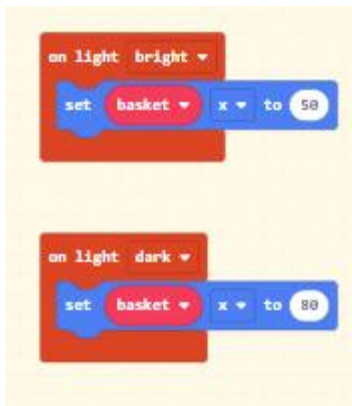 on light bright
set basket x to 50
on light dark
set basket x to 80